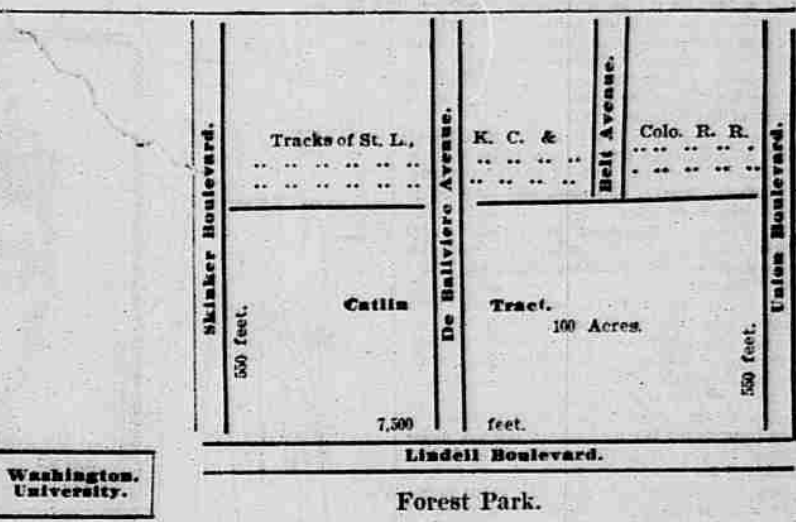 Skinker Boulevard.
Tracks of St. L.,
De Baliviere Avenue.
K. C. &
Belt Avenue.
Colo. R. R.
Union Boulevard.
550 feet.
Catlin
Tract.
100 Acres.
550 feet.
7,500
feet.
Lindell Boulevard.
Washington.
University.
Forest Park.